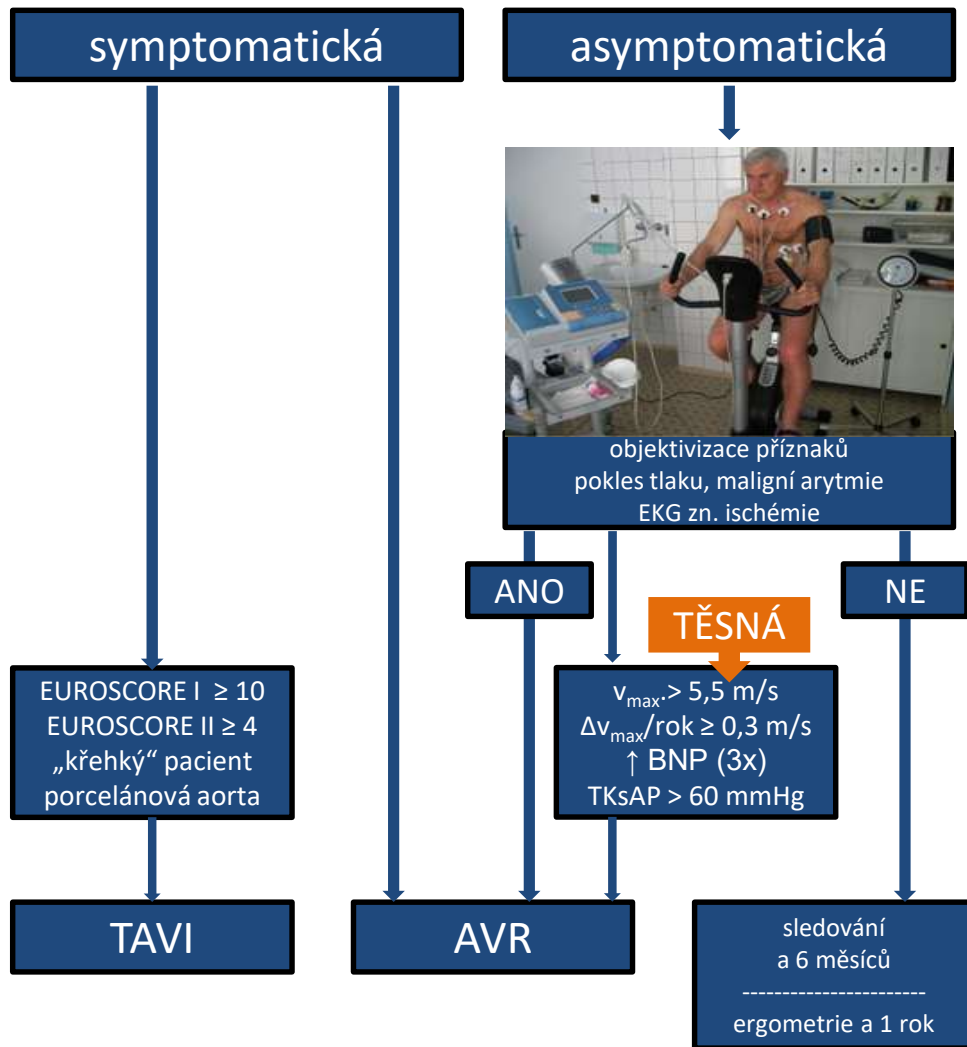 symptomatická
asymptomatická
objektivizace příznaků
pokles tlaku, maligní arytmie
EKG zn. ischémie
ANO
NE
TĚSNÁ
EUROSCORE I ≥ 10
EUROSCORE II ≥ 4
„křehký“ pacient
porcelánová aorta
vmax.> 5,5 m/s
Δvmax/rok ≥ 0,3 m/s
↑ BNP (3x)
TKsAP > 60 mmHg
TAVI
AVR
sledování
a 6 měsíců
-----------------------
ergometrie a 1 rok